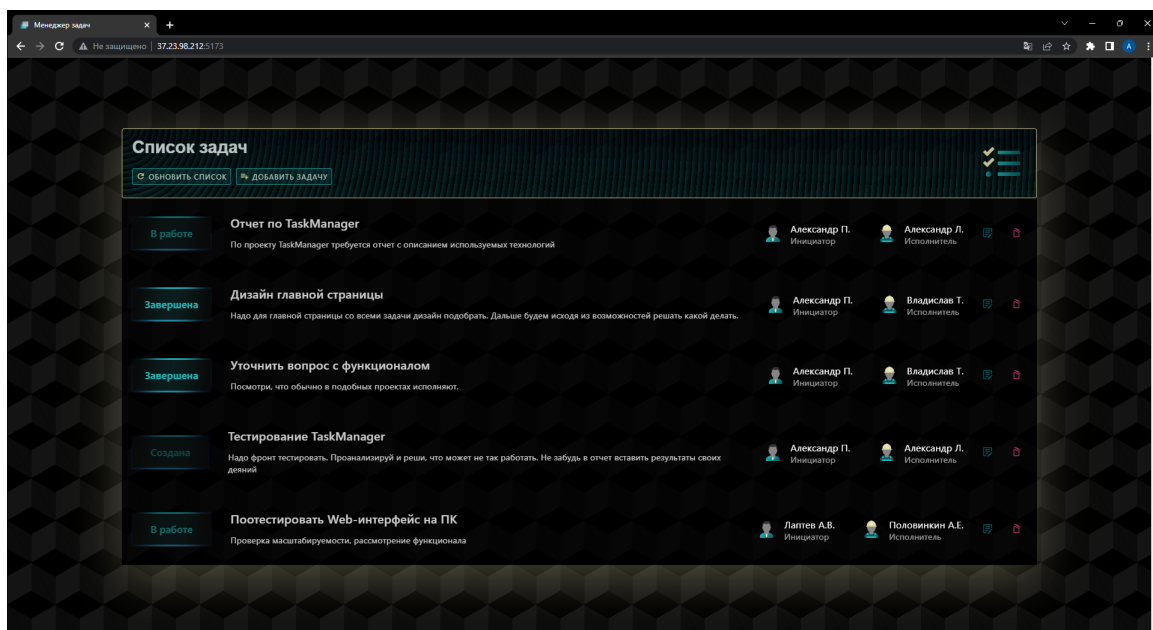 Менеджер задач
Не защищено | 37.23.98.212:5173
A
Список задач
ОБНОВИТЬ СПИСОК
ДОБАВИТЬ ЗАДАЧУ
В работе
Отчет по TaskManager
По проекту TaskManager требуется отчет с описанием используемых технологий
Александр П.
Инициатор
Александр Л.
Исполнитель
Завершена
Дизайн главной страницы
Надо для главной страницы со всеми задачи дизайн подобрать. Дальше будем исходя из возможностей решать какой делать.
Александр П.
Инициатор
Владислав Т.
Исполнитель
Завершена
Уточнить вопрос с функционалом
Посмотри, что обычно в подобных проектах исполняют.
Александр П.
Инициатор
Владислав Т.
Исполнитель
Создана
Тестирование TaskManager
Надо фронт тестировать. Проанализируй и реши, что может не так работать. Не забудь в отчет вставить результаты своих
деяний
Александр П.
Инициатор
Александр Л.
Исполнитель
В работе
Поотестировать Web-интерфейс на ПК
Проверка масштабируемости, рассмотрение функционала
Лаптев А.В.
Инициатор
Половинкин А.Е.
Исполнитель